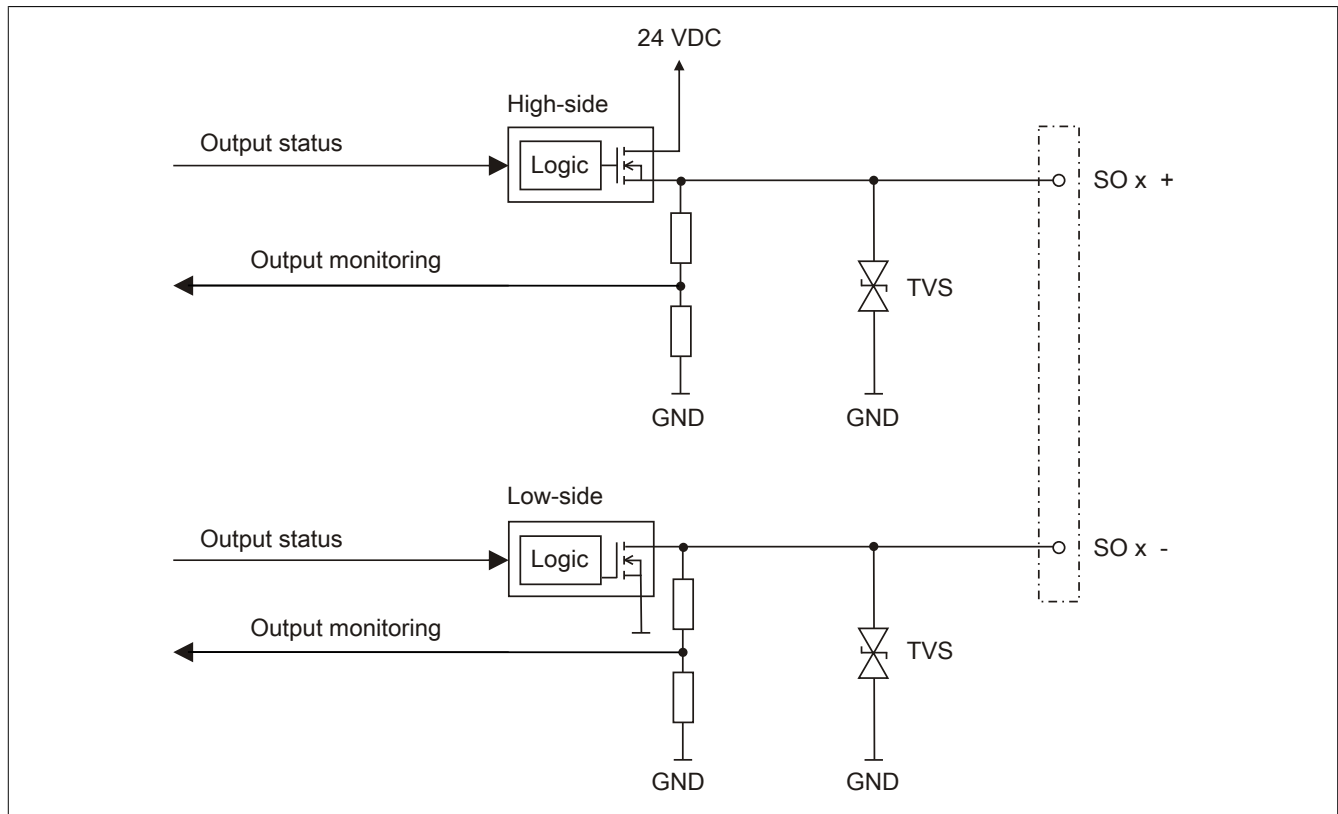 24 VDC
High-side
Output status
Logic
SO x +
Output monitoring
TVS
GND
GND
Low-side
Output status
Logic
SO x -
Output monitoring
TVS
GND
GND